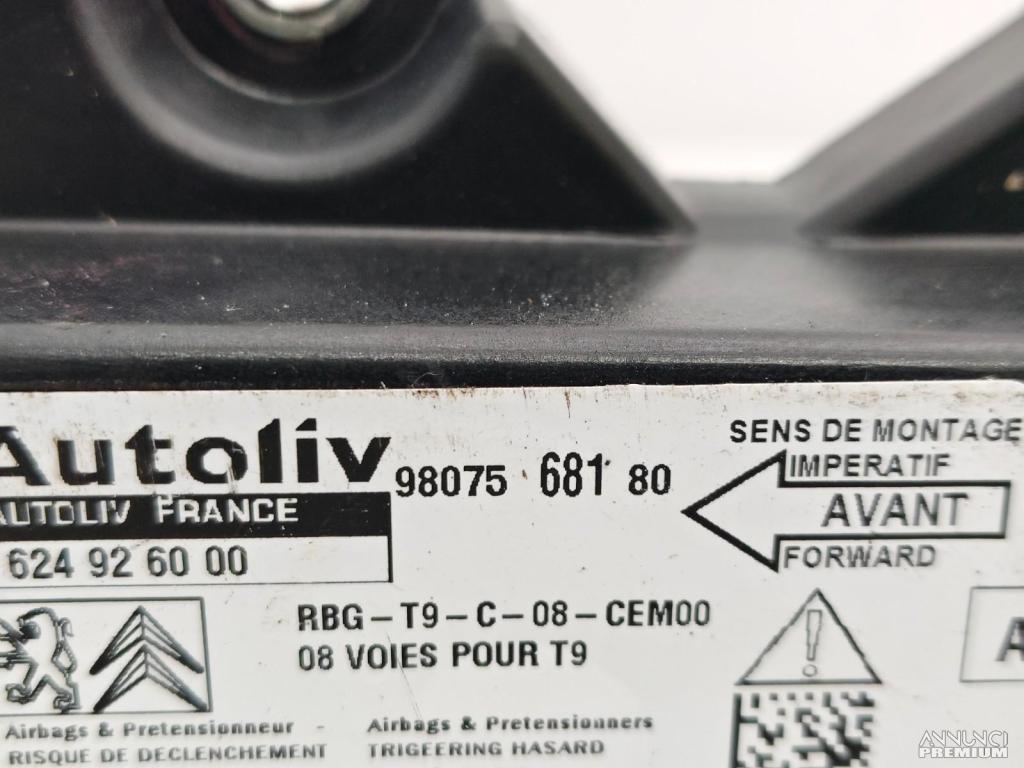 Autoliv 98075 681 80
AUTOLIV FRANCE
624 92 60 00
SENS DE MONTAGE
IMPERATIF
AVANT
FORWARD
RBG-T9-C-08-CEM00
08 VOIES POUR T9
A
Airbags & Pretensionneur -
RISQUE DE DECLENCHEMENT
Airbags & Pretensionners
TRIGEERING HASARD
ANNUNCI
PREMIUM